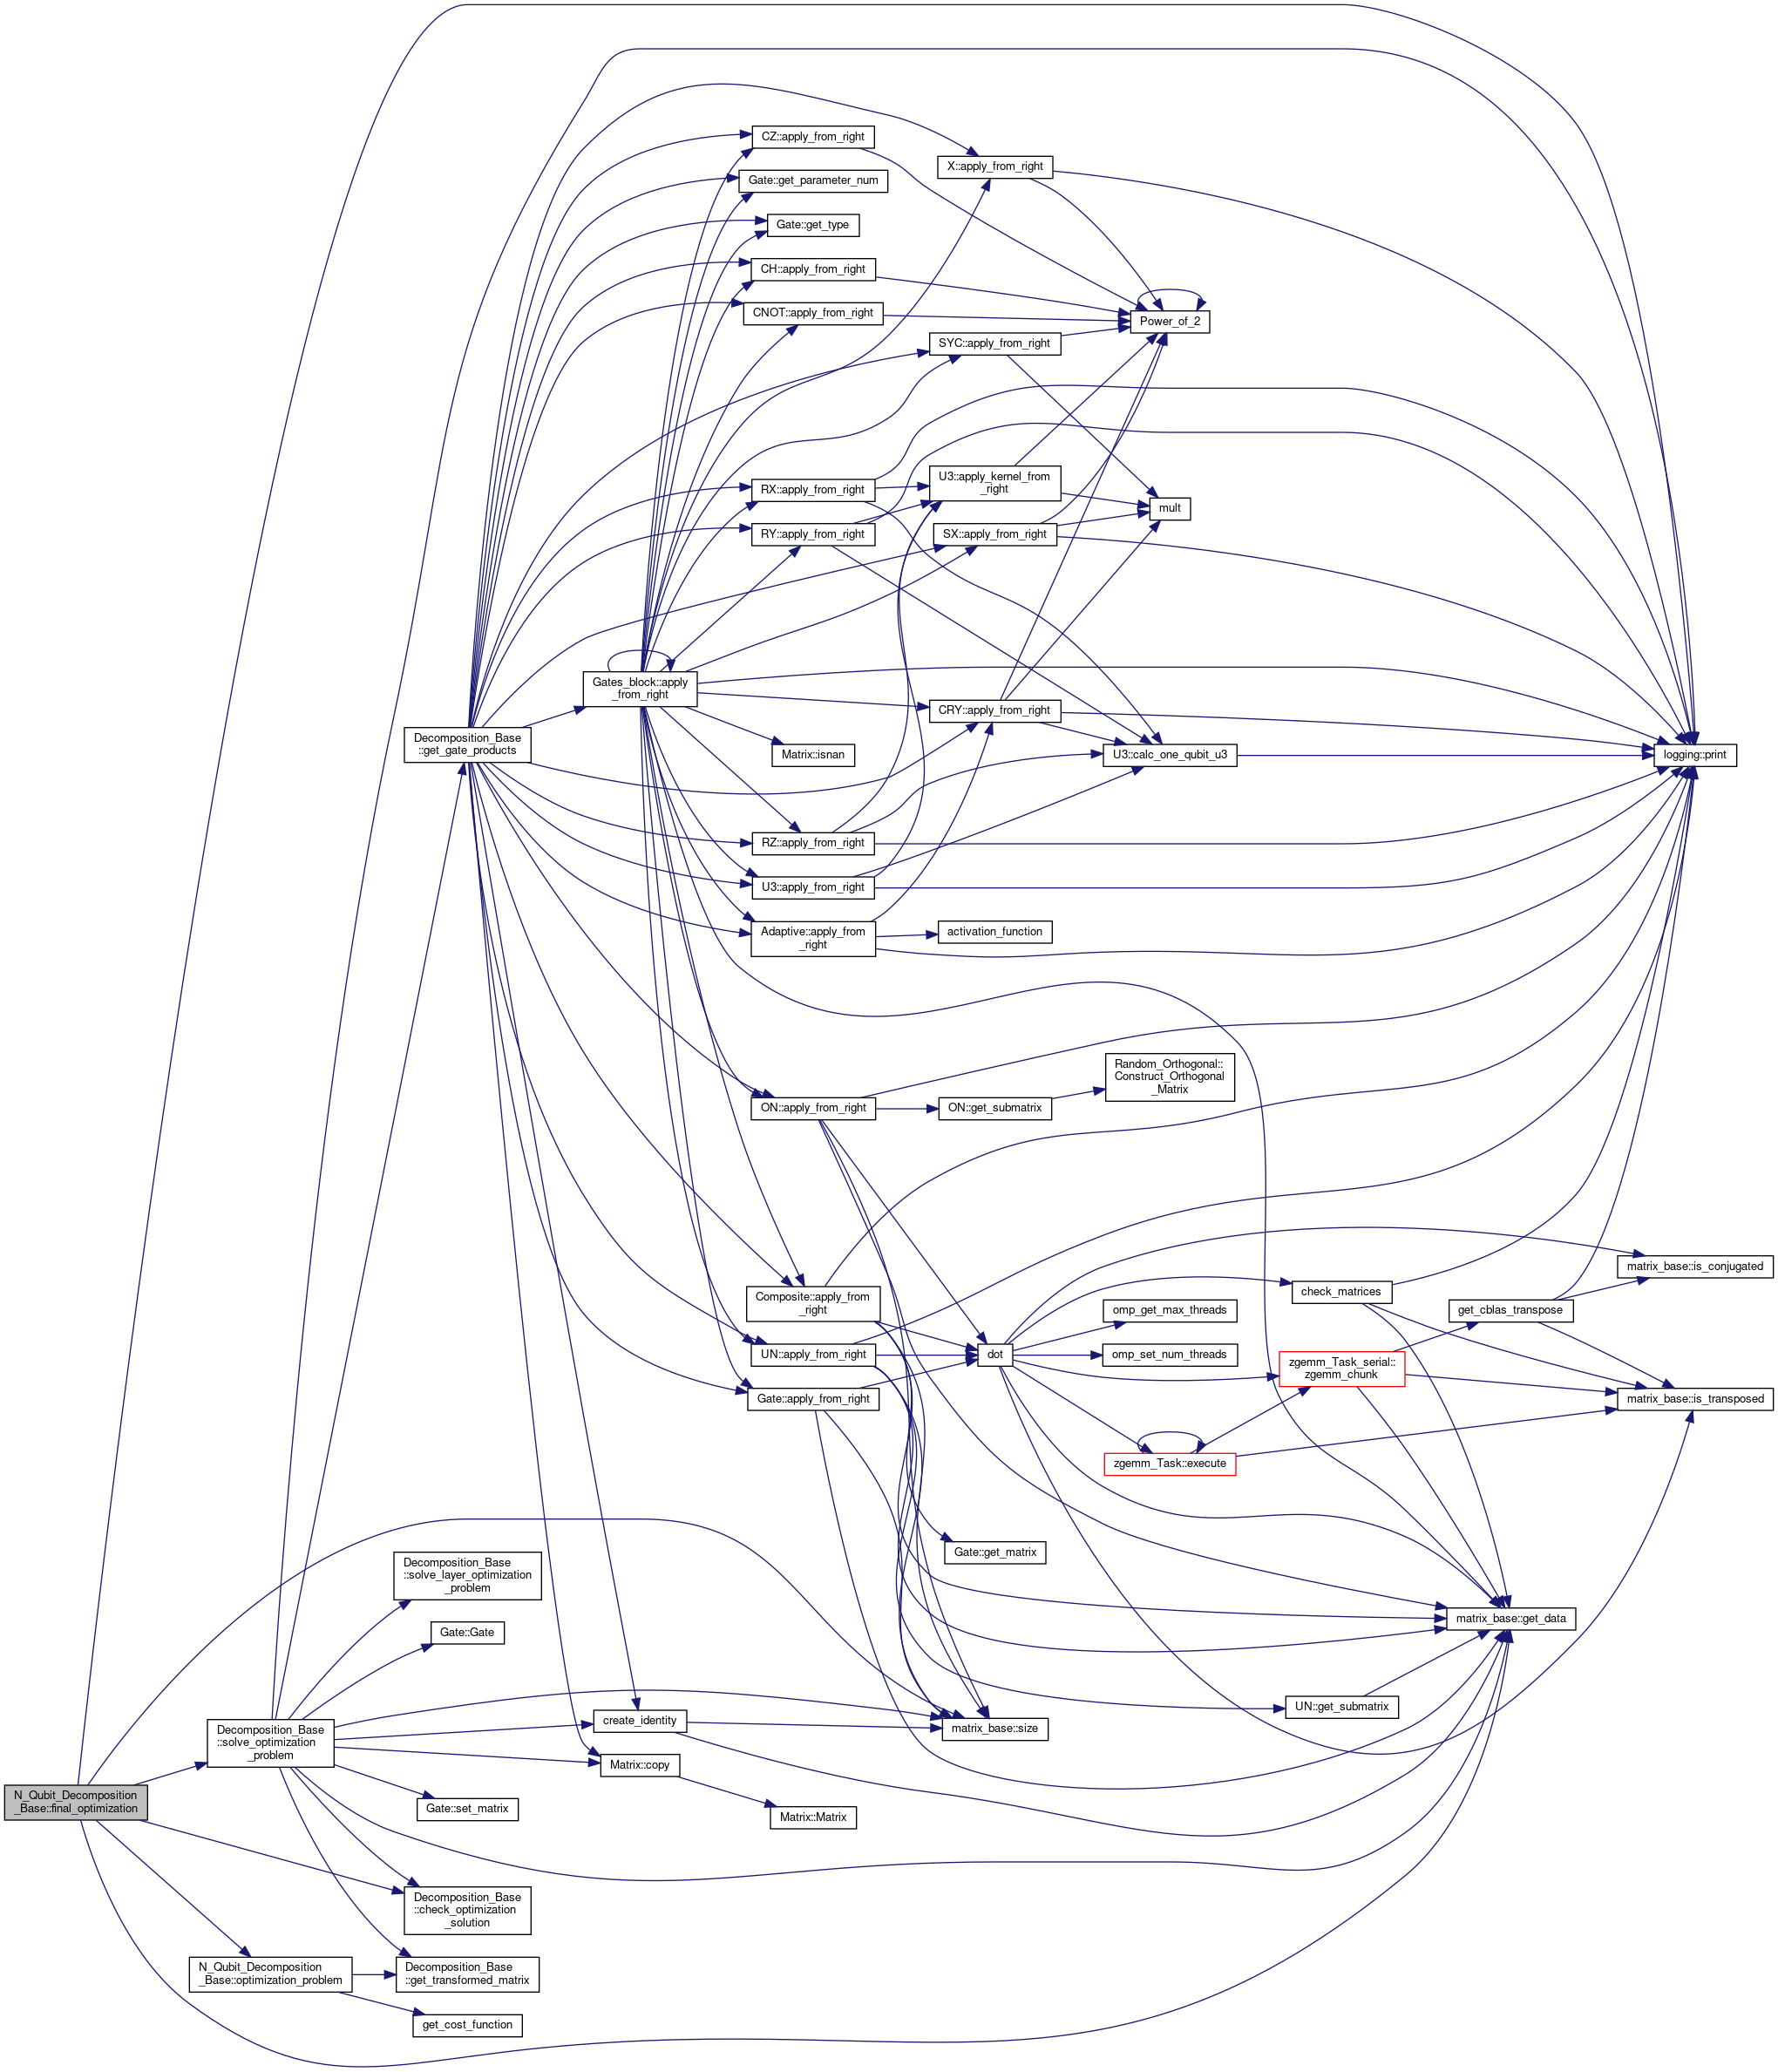 CZ::apply_from_right
X::apply_from_right
Gate::get_parameter_num
Gate::get_type
CH::apply_from_right
CNOT::apply_from_right
Power_of_2
SYC::apply_from_right
U3::apply_kernel_from
_right
RX::apply_from_right
mult
RY::apply_from_right
SX::apply_from_right
Gates_block::apply
_from_right
CRY::apply_from_right
Decomposition_Base
::get_gate_products
Matrix::isnan
U3::calc_one_qubit_u3
logging::print
RZ::apply_from_right
U3::apply_from_right
Adaptive::apply_from
_right
activation_function
Random_Orthogonal::
Construct_Orthogonal
_Matrix
ON::apply_from_right
ON::get_submatrix
matrix_base::is_conjugated
check_matrices
Composite::apply_from
_right
omp_get_max_threads
get_cblas_transpose
UN::apply_from_right
dot
omp_set_num_threads
zgemm_Task_serial::
zgemm_chunk
Gate::apply_from_right
matrix_base::is_transposed
zgemm_Task::execute
Gate::get_matrix
Decomposition_Base
::solve_layer_optimization
_problem
matrix_base::get_data
Gate::Gate
UN::get_submatrix
create_identity
matrix_base::size
Decomposition_Base
::solve_optimization
_problem
Matrix::copy
N_Qubit_Decomposition
_Base::final_optimization
Gate::set_matrix
Matrix::Matrix
Decomposition_Base
::check_optimization
_solution
N_Qubit_Decomposition
_Base::optimization_problem
Decomposition_Base
::get_transformed_matrix
get_cost_function